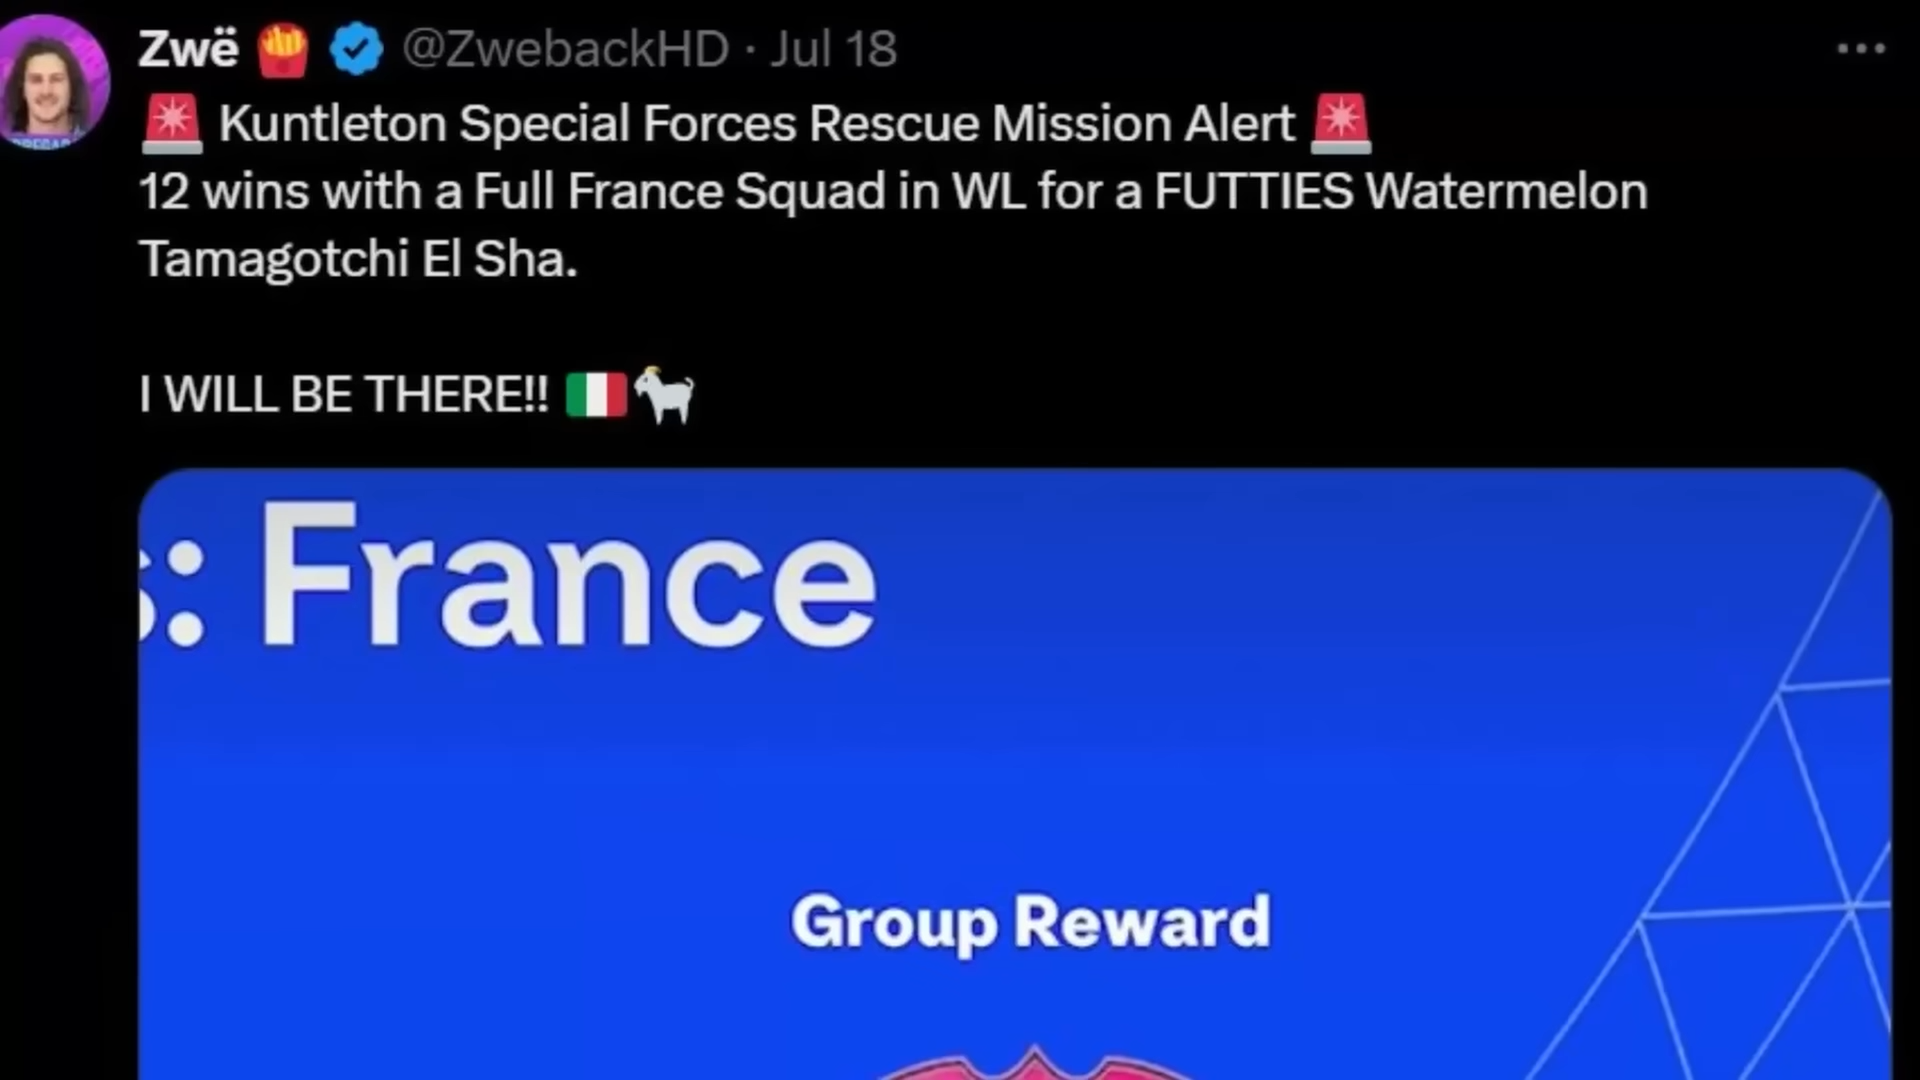 Zwë 🍟 @ZwebackHD · Jul 18
🚨 Kuntleton Special Forces Rescue Mission Alert 🚨
12 wins with a Full France Squad in WL for a FUTTIES Watermelon
Tamagotchi El Sha.
I WILL BE THERE!! 🇮🇹🐐
s: France
Group Reward